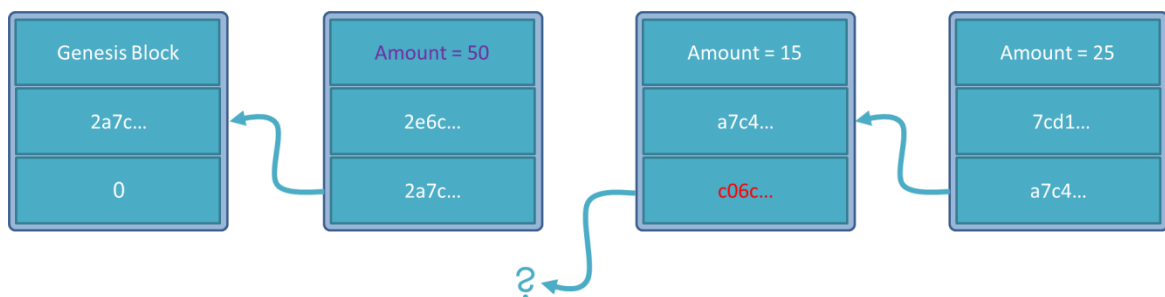 Genesis Block
2a7c...
0
Amount = 50
2e6c...
2a7c...
Amount = 15
a7c4...
c06c...
Amount = 25
7cd1...
a7c4...
?